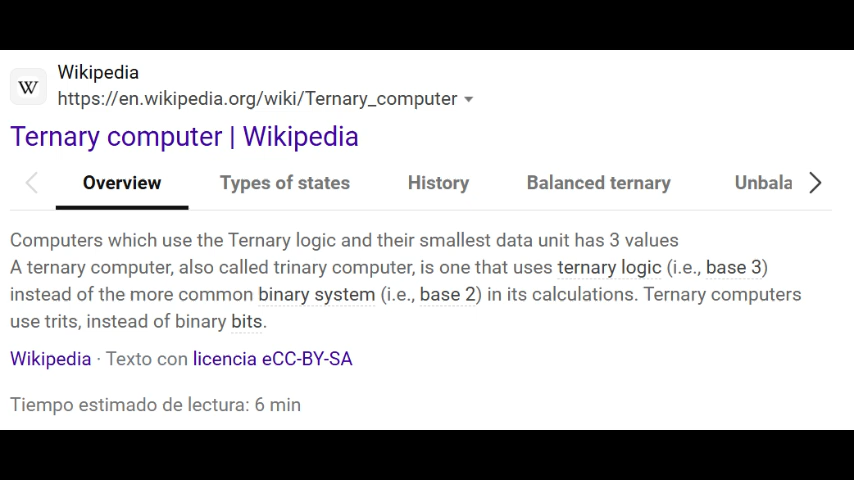 W
Wikipedia
https://en.wikipedia.org/wiki/Ternary_computer
Ternary computer | Wikipedia
Overview Types of states History Balanced ternary Unbala
Computers which use the Ternary logic and their smallest data unit has 3 values
A ternary computer, also called trinary computer, is one that uses ternary logic (i.e., base 3)
instead of the more common binary system (i.e., base 2) in its calculations. Ternary computers
use trits, instead of binary bits.
Wikipedia · Texto con licencia eCC-BY-SA
Tiempo estimado de lectura: 6 min